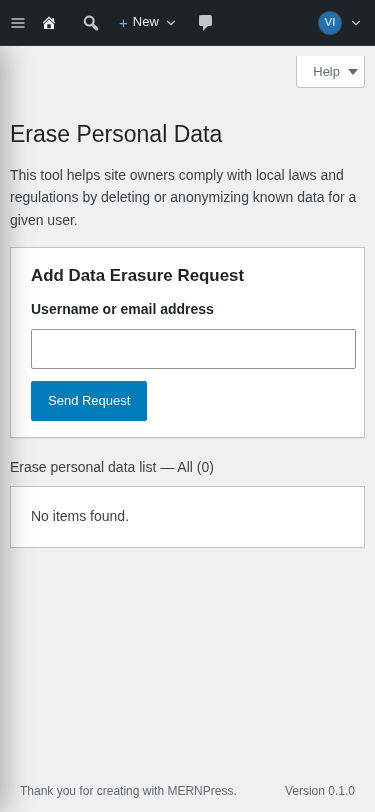 + New
VI
Help
Erase Personal Data
This tool helps site owners comply with local laws and
regulations by deleting or anonymizing known data for a
given user.
Add Data Erasure Request
Username or email address
Send Request
Erase personal data list — All (0)
No items found.
Thank you for creating with MERNPress.
Version 0.1.0